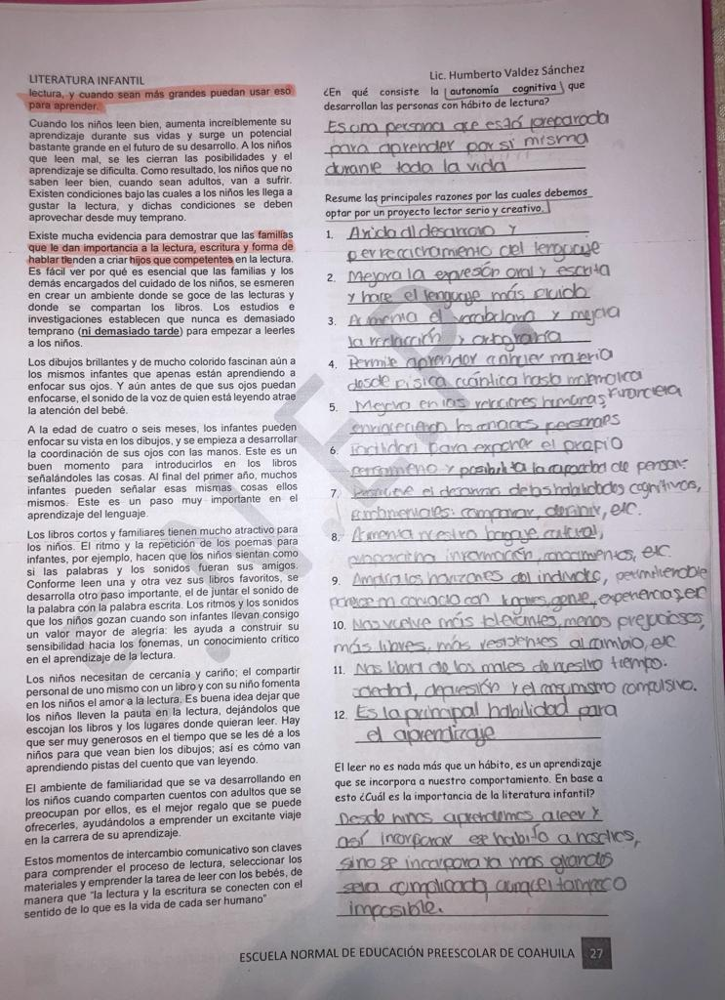 LITERATURA INFANTIL
Lic. Humberto Valdez Sánchez
lectura, y cuando sean más grandes puedan usar eso
para aprender.
Cuando los niños leen bien, aumenta increíblemente su
aprendizaje durante sus vidas y surge un potencial
bastante grande en el futuro de su desarrollo. A los niños
que leen mal, se les cierran las posibilidades y el
aprendizaje se dificulta. Como resultado, los niños que no
saben leer bien, cuando sean adultos, van a sufrir.
Existen condiciones bajo las cuales a los niños les llega a
gustar la lectura, y dichas condiciones se deben
aprovechar desde muy temprano.
Existe mucha evidencia para demostrar que las familias
que le dan importancia a la lectura, escritura y forma de
hablar tienden a criar hijos que competentes en la lectura.
Es fácil ver por qué es esencial que las familias y los
demás encargados del cuidado de los niños, se esmeren
en crear un ambiente donde se goce de las lecturas y
donde se compartan los libros. Los estudios e
investigaciones establecen que nunca es demasiado
temprano (ni demasiado tarde) para empezar a leerles
a los niños.
Los dibujos brillantes y de mucho colorido fascinan aún a
los mismos infantes que apenas están aprendiendo a
enfocar sus ojos. Y aún antes de que sus ojos puedan
enfocarse, el sonido de la voz de quien está leyendo atrae
la atención del bebé.
A la edad de cuatro o seis meses, los infantes pueden
enfocar su vista en los dibujos, y se empieza a desarrollar
la coordinación de sus ojos con las manos. Este es un
buen momento para introducirlos en los libros
señalándoles las cosas. Al final del primer año, muchos
infantes pueden señalar esas mismas cosas ellos
mismos. Este es un paso muy importante en el
aprendizaje del lenguaje.
Los libros cortos y familiares tienen mucho atractivo para
los niños. El ritmo y la repetición de los poemas para
infantes, por ejemplo, hacen que los niños sientan como
si las palabras y los sonidos fueran sus amigos.
Conforme leen una y otra vez sus libros favoritos, se
desarrolla otro paso importante, el de juntar el sonido de
la palabra con la palabra escrita. Los ritmos y los sonidos
que los niños gozan cuando son infantes llevan consigo
un valor mayor de alegría: les ayuda a construir su
sensibilidad hacia los fonemas, un conocimiento crítico
en el aprendizaje de la lectura.
Los niños necesitan de cercanía y cariño; el compartir
personal de uno mismo con un libro y con su niño fomenta
en los niños el amor a la lectura. Es buena idea dejar que
los niños lleven la pauta en la lectura, dejándolos que
escojan los libros y los lugares donde quieran leer. Hay
que ser muy generosos en el tiempo que se les dé a los
niños para que vean bien los dibujos; así es cómo van
aprendiendo pistas del cuento que van leyendo.
El ambiente de familiaridad que se va desarrollando en
los niños cuando comparten cuentos con adultos que se
preocupan por ellos, es el mejor regalo que se puede
ofrecerles, ayudándolos a emprender un excitante viaje
en la carrera de su aprendizaje.
Estos momentos de intercambio comunicativo son claves
para comprender el proceso de lectura, seleccionar los
materiales y emprender la tarea de leer con los bebés, de
manera que "la lectura y la escritura se conecten con el
sentido de lo que es la vida de cada ser humano"
¿En qué consiste la autonomía cognitiva que
desarrollan las personas con hábito de lectura?
Es una persona que está preparada
para aprender por si misma
durante toda la vida
Resume las principales razones por las cuales debemos
optar por un proyecto lector serio y creativo.
1. Ayuda al desarrollo y
perfeccionamiento del lenguaje
2. Mejora la expresión oral y escrita
y hace el lenguaje más fluido.
3. Aumenta el vocabulario y mejora
la redacción y ortografía
4. Permite aprender cualquier materia
desde física cuántica hasta matemática
financiera
5. Mejora en las relaciones humanas,
enriqueciendo los personales
6. facilidad para exponer el propio
pensamiento y posibilita la capacidad de pensar.
7. Promueve el desarrollo de las habilidades cognitivas,
comparar, definir, etc.
8. Aumenta nuestro bagaje cultural,
proporciona información, conocimientos, etc.
9. Amplia los horizontes del individuo, permitiendole
contacto con lugares, gente, experiencias, etc
10. Nos vuelve más tolerantes, menos prejuiciosos,
más libres, más resistentes al cambio, etc
11. Nos libera de los males de nuestro tiempo.
soledad, depresión y el consumismo compulsivo.
12. Es la principal habilidad para
el aprendizaje
El leer no es nada más que un hábito, es un aprendizaje
que se incorpora a nuestro comportamiento. En base a
esto ¿Cuál es la importancia de la literatura infantil?
Desde niños aprendemos a leer y
así incorporar ese habito a nosotros,
si no se incorpora ya mas grandes
sera complicado, aunque tampoco
imposible.
ESCUELA NORMAL DE EDUCACIÓN PREESCOLAR DE COAHUILA 27